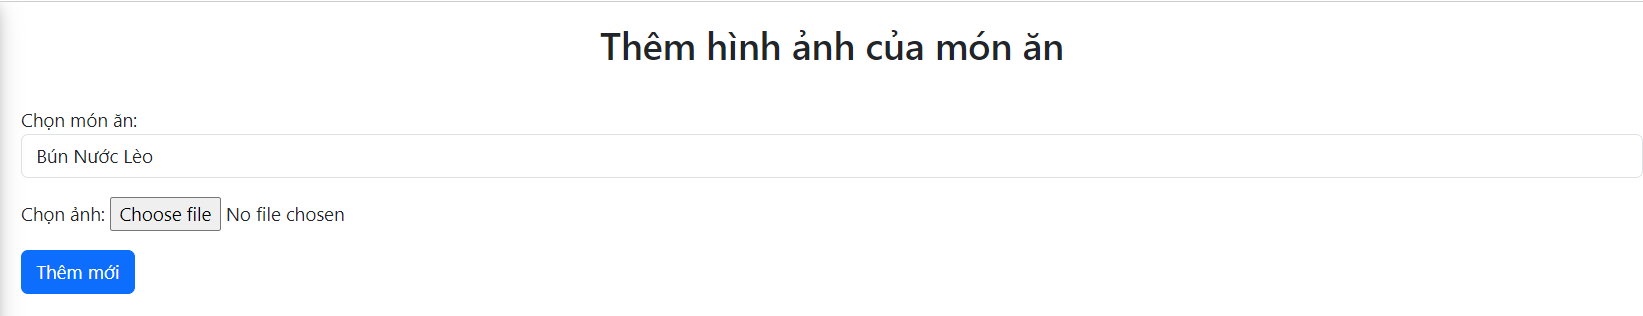 Thêm hình ảnh của món ăn
Chọn món ăn:
Bún Nước Lèo
Chọn ảnh: Choose file No file chosen
Thêm mới